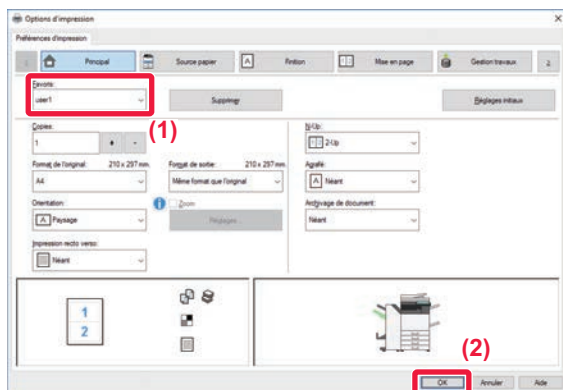 Options d'impression
Préférences d'impression
Principal Source papier Finition Mise en page Gestion travaux
Favoris:
user1 Supprimer Réglages initiaux
(1)
Copies: N-Up:
1 + - 2-Up
Format de l'original: 210 x 297 mm. Format de sortie: 210 x 297 mm. Agrafé:
A4 Même format que l'original Néant
Orientation: Zoom Archivage de document:
Paysage Réglages... Néant
Impression recto verso:
Néant
1
2
(2)
OK Annuler Aide